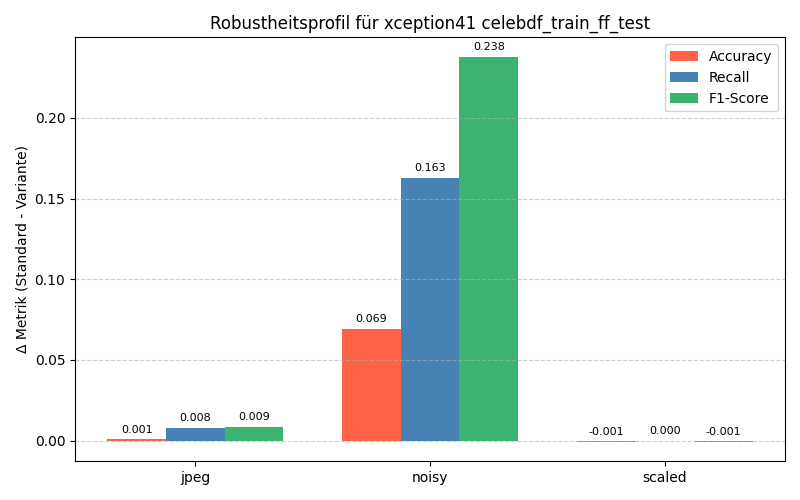 Robustheitsprofil für xception41 celebdf_train_ff_test
Δ Metrik (Standard - Variante)
0.20
0.15
0.10
0.05
0.00
Accuracy
Recall
F1-Score
0.001
0.008
0.009
0.069
0.163
0.238
-0.001
0.000
-0.001
jpeg
noisy
scaled